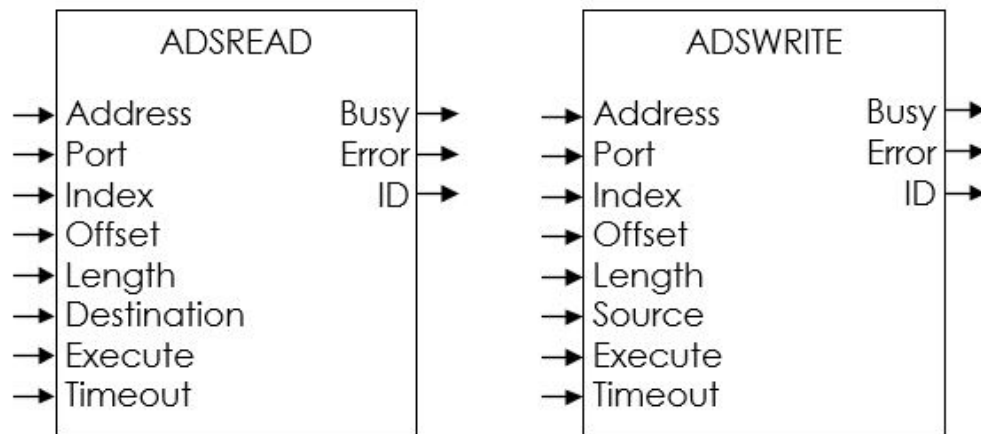 ADSREAD
Address Busy
Port Error
Index ID
Offset
Length
Destination
Execute
Timeout
ADSWRITE
Address Busy
Port Error
Index ID
Offset
Length
Source
Execute
Timeout